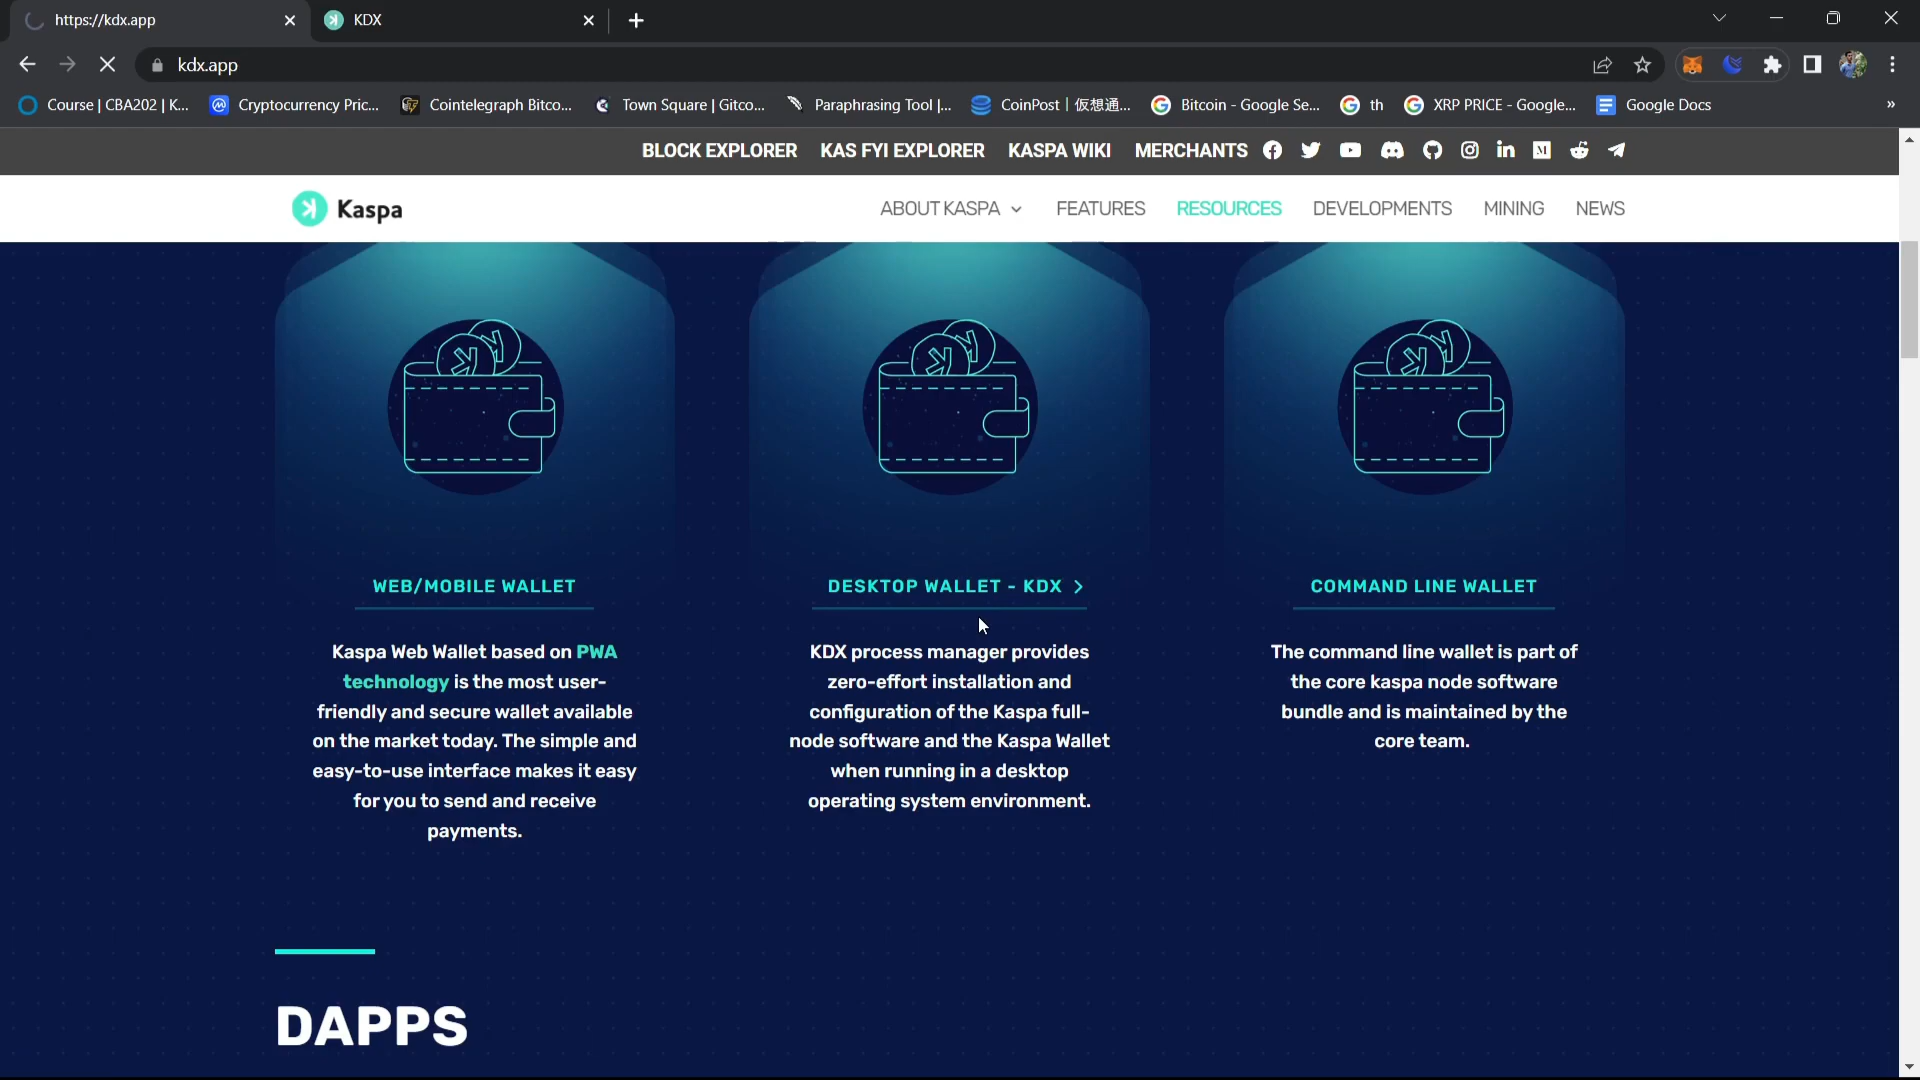 https://kdx.app
KDX
kdx.app
Course | CBA202 | K...
Cryptocurrency Pric...
Cointelegraph Bitco...
Town Square | Gitco...
Paraphrasing Tool |...
CoinPost | 仮想通...
Bitcoin - Google Se...
th
XRP PRICE - Google...
Google Docs
»
BLOCK EXPLORER
KAS FYI EXPLORER
KASPA WIKI
MERCHANTS
Kaspa
ABOUT KASPA
FEATURES
RESOURCES
DEVELOPMENTS
MINING
NEWS
WEB/MOBILE WALLET
Kaspa Web Wallet based on PWA
technology is the most user-
friendly and secure wallet available
on the market today. The simple and
easy-to-use interface makes it easy
for you to send and receive
payments.
DESKTOP WALLET - KDX >
KDX process manager provides
zero-effort installation and
configuration of the Kaspa full-
node software and the Kaspa Wallet
when running in a desktop
operating system environment.
COMMAND LINE WALLET
The command line wallet is part of
the core kaspa node software
bundle and is maintained by the
core team.
DAPPS